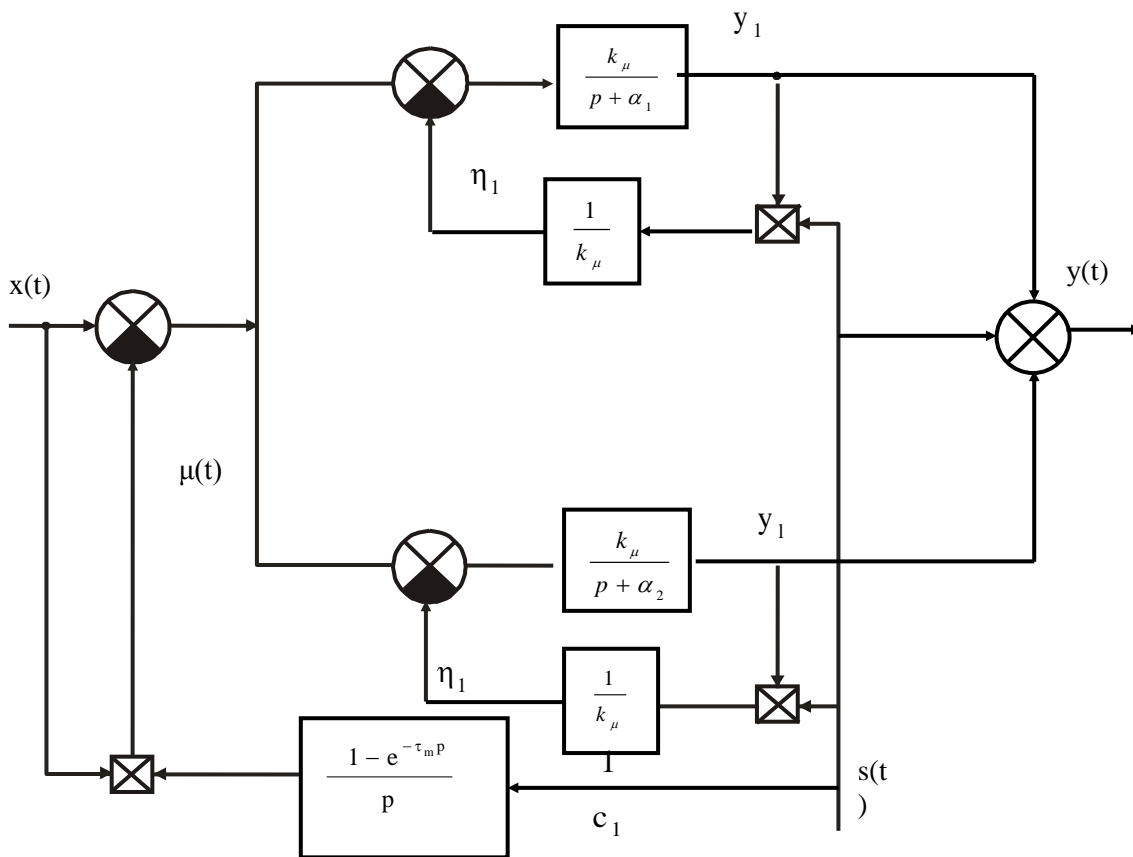 y 1
k μ
p + α 1
η 1
1
k μ
x(t)
y(t)
μ(t)
y 1
k μ
p + α 2
η 1
1
k μ
1
1 − e −τ m p
p
s(t
)
c 1